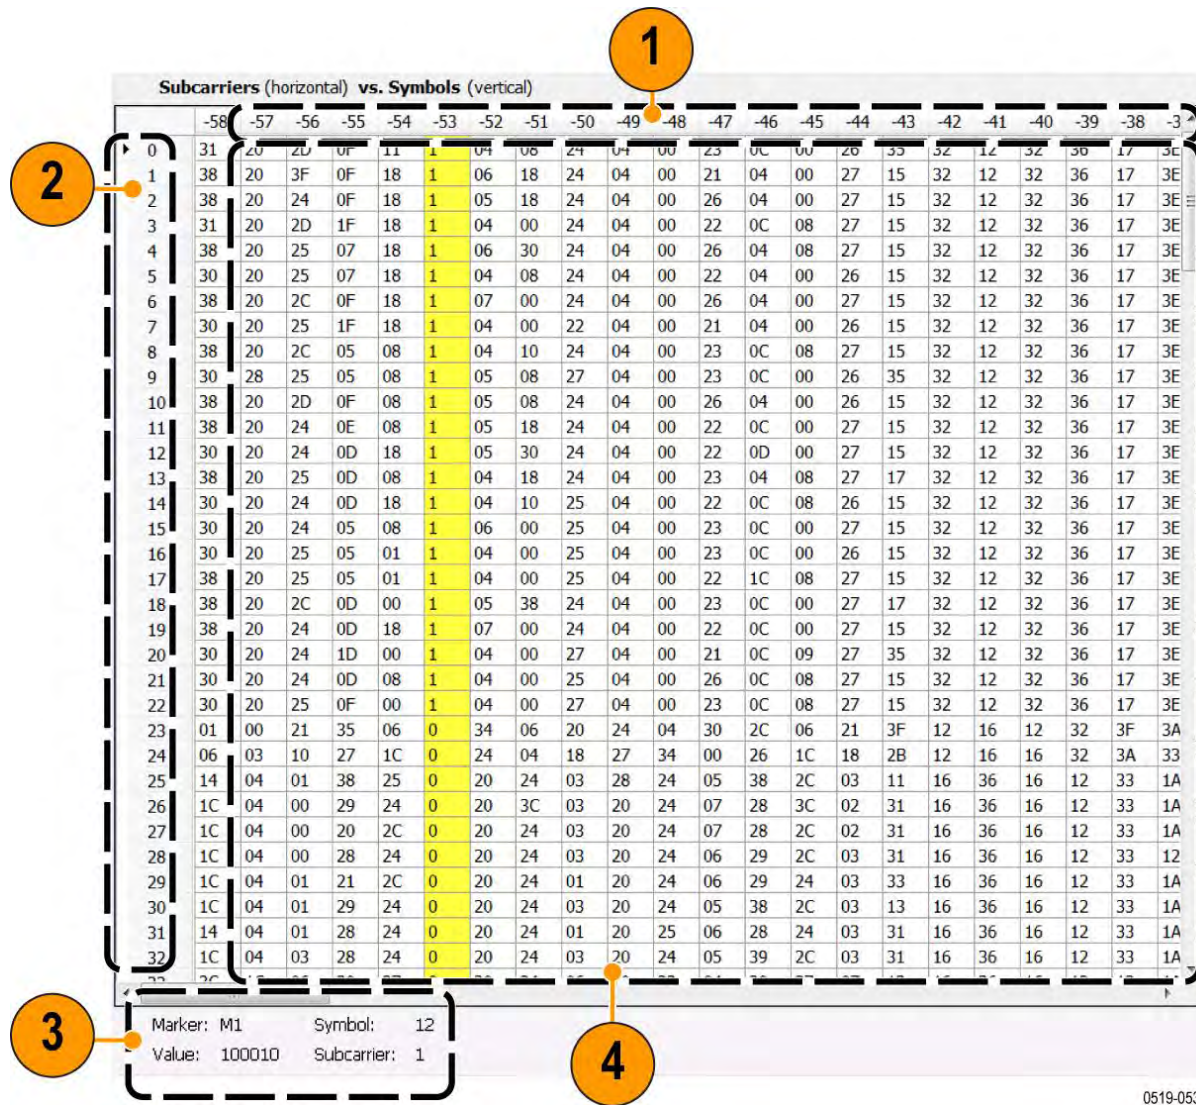 1
Subcarriers (horizontal) vs. Symbols (vertical)
-58 -57 -56 -55 -54 -53 -52 -51 -50 -49 -48 -47 -46 -45 -44 -43 -42 -41 -40 -39 -38
2
0 31 20 2D 0F 11 1 04 08 24 04 00 23 0C 00 26 35 32 12 32 36 17 3E
1 38 20 3F 0F 18 1 06 18 24 04 00 21 04 00 27 15 32 12 32 36 17 3E
2 38 20 24 0F 18 1 05 18 24 04 00 26 04 00 27 15 32 12 32 36 17 3E
3 31 20 2D 1F 18 1 04 00 24 04 00 22 0C 08 27 15 32 12 32 36 17 3E
4 38 20 25 07 18 1 06 30 24 04 00 26 04 08 27 15 32 12 32 36 17 3E
5 30 20 25 07 18 1 04 08 24 04 00 22 04 00 26 15 32 12 32 36 17 3E
6 38 20 2C 0F 18 1 07 00 24 04 00 26 04 00 27 15 32 12 32 36 17 3E
7 30 20 25 1F 18 1 04 00 22 04 00 21 04 00 26 15 32 12 32 36 17 3E
8 38 20 2C 05 08 1 04 10 24 04 00 23 0C 08 27 15 32 12 32 36 17 3E
9 30 28 25 05 08 1 05 08 27 04 00 23 0C 00 26 35 32 12 32 36 17 3E
10 38 20 2D 0F 08 1 05 08 24 04 00 26 04 00 26 15 32 12 32 36 17 3E
11 38 20 24 0E 08 1 05 18 24 04 00 22 0C 00 27 15 32 12 32 36 17 3E
12 30 20 24 0D 18 1 05 30 24 04 00 22 0D 00 27 15 32 12 32 36 17 3E
13 38 20 25 0D 08 1 04 18 24 04 00 23 04 08 27 17 32 12 32 36 17 3E
14 30 20 24 0D 18 1 04 10 25 04 00 22 0C 08 26 15 32 12 32 36 17 3E
15 30 20 24 05 08 1 06 00 25 04 00 23 0C 00 27 15 32 12 32 36 17 3E
16 30 20 25 05 01 1 04 00 25 04 00 23 0C 00 26 15 32 12 32 36 17 3E
17 38 20 25 05 01 1 04 00 25 04 00 22 1C 08 27 15 32 12 32 36 17 3E
18 38 20 2C 0D 00 1 05 38 24 04 00 23 0C 00 27 17 32 12 32 36 17 3E
19 38 20 24 0D 18 1 07 00 24 04 00 22 0C 00 27 15 32 12 32 36 17 3E
20 30 20 24 1D 00 1 04 00 27 04 00 21 0C 09 27 35 32 12 32 36 17 3E
21 30 20 24 0D 08 1 04 00 25 04 00 26 0C 08 27 15 32 12 32 36 17 3E
22 30 20 25 0F 00 1 04 00 27 04 00 23 0C 08 27 15 32 12 32 36 17 3E
23 01 00 21 35 06 0 34 06 20 24 04 30 2C 06 21 3F 12 16 12 32 3F 3A
24 06 03 10 27 1C 0 24 04 18 27 34 00 26 1C 18 2B 12 16 16 32 3A 33
25 14 04 01 38 25 0 20 24 03 28 24 05 38 2C 03 11 16 36 16 12 33 1A
26 1C 04 00 29 24 0 20 3C 03 20 24 07 28 3C 02 31 16 36 16 12 33 1A
27 1C 04 00 20 2C 0 20 24 03 20 24 07 28 2C 02 31 16 36 16 12 33 1A
28 1C 04 00 28 24 0 20 24 03 20 24 06 29 2C 03 31 16 36 16 12 33 12
29 1C 04 01 21 2C 0 20 24 01 20 24 06 29 24 03 33 16 36 16 12 33 1A
30 1C 04 01 29 24 0 20 24 03 20 24 05 38 2C 03 13 16 36 16 12 33 1A
31 14 04 01 28 24 0 20 24 01 20 25 06 28 24 03 31 16 36 16 12 33 1A
32 1C 04 03 28 24 0 20 24 03 20 24 05 39 2C 03 31 16 36 16 12 33 1A
3
Marker: M1 Symbol: 12
Value: 100010 Subcarrier: 1
4
0519-053